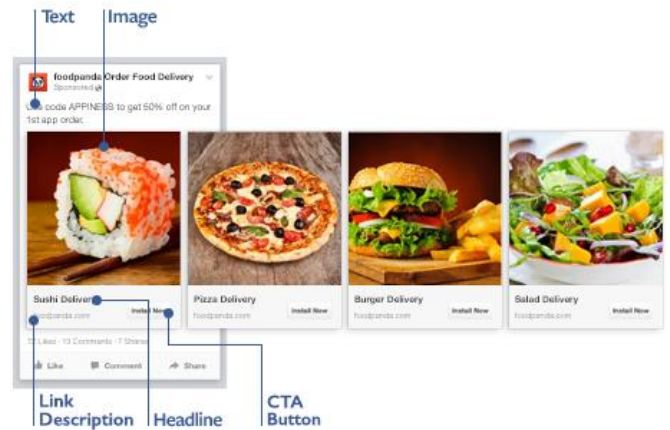 Text Image
foodpanda Order Food Delivery
Sponsored
Use code APPINESS to get 50% off on your
1st app order.
Sushi Delivery
foodpanda.com
Install Now
Pizza Delivery
foodpanda.com
Install Now
Burger Delivery
foodpanda.com
Install Now
Salad Delivery
foodpanda.com
Install Now
Likes · 13 Comments · 7 Shares
Like Comment Share
Link
Description
Headline
CTA
Button